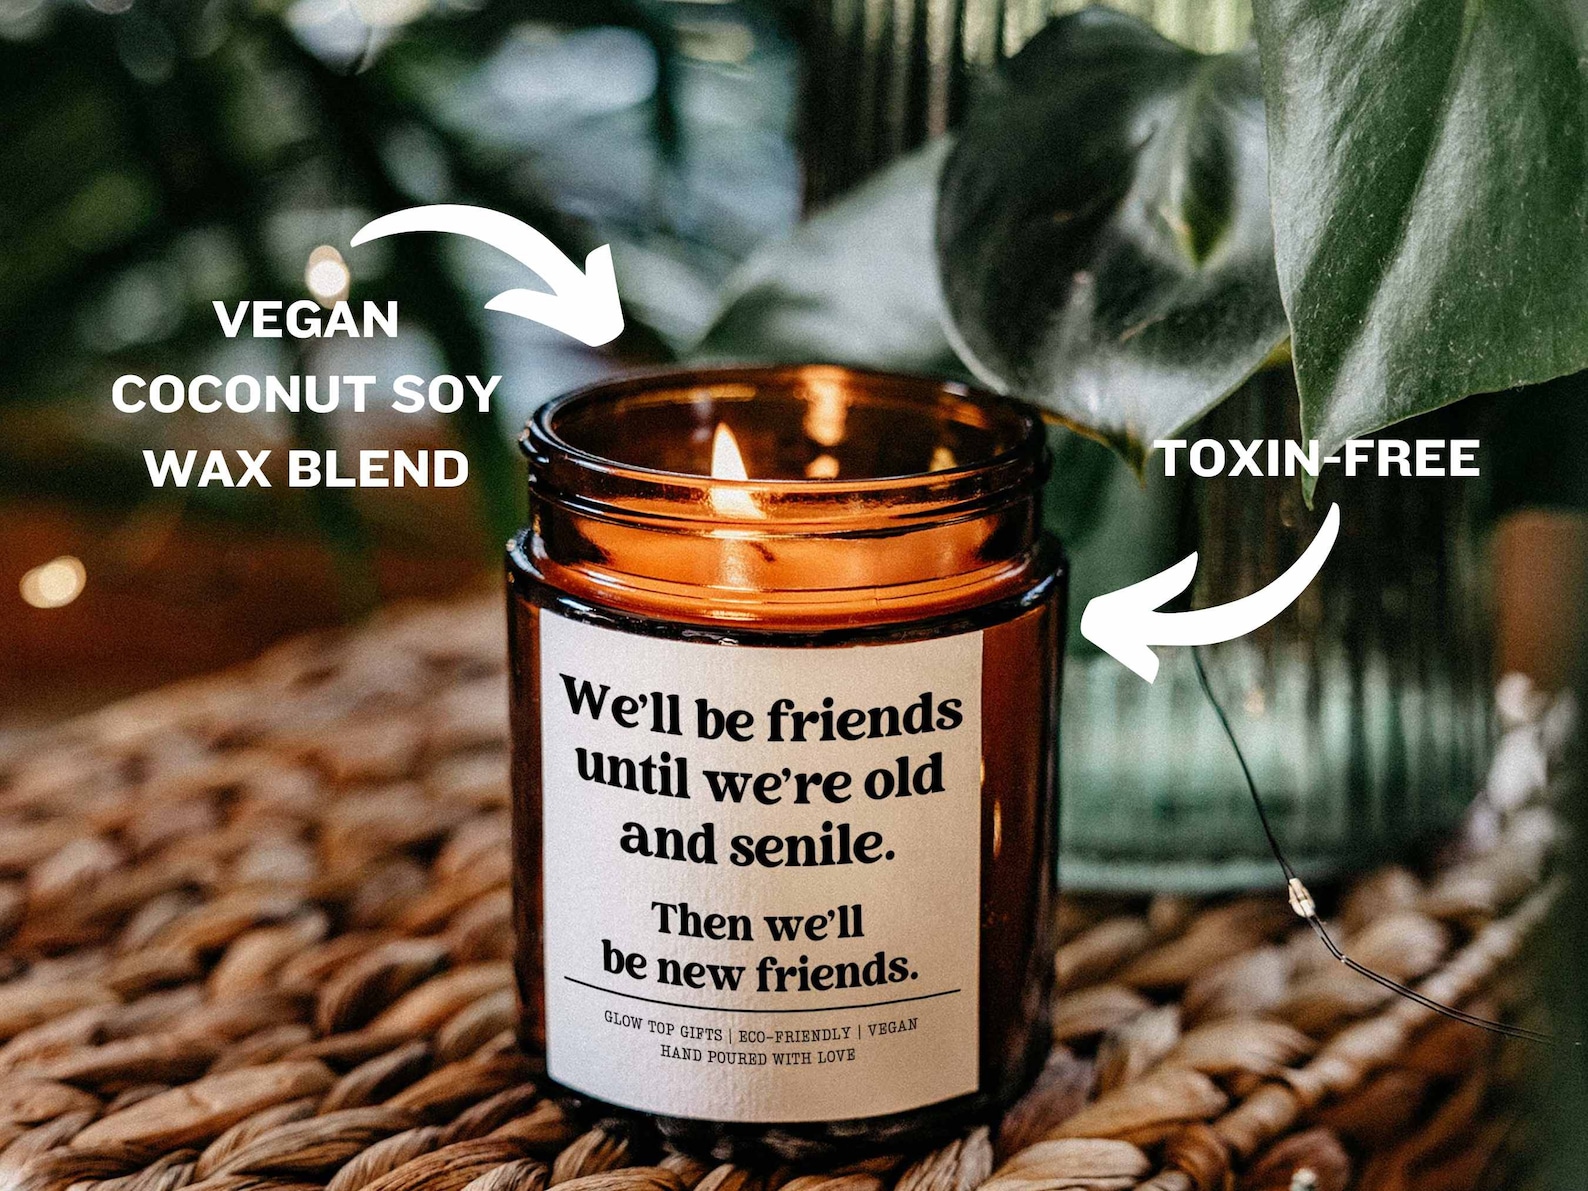 VEGAN
COCONUT SOY
WAX BLEND
TOXIN-FREE
We'll be friends
until we're old
and senile.
Then we'll
be new friends.
GLOW TOP GIFTS | ECO-FRIENDLY | VEGAN
HAND POURED WITH LOVE